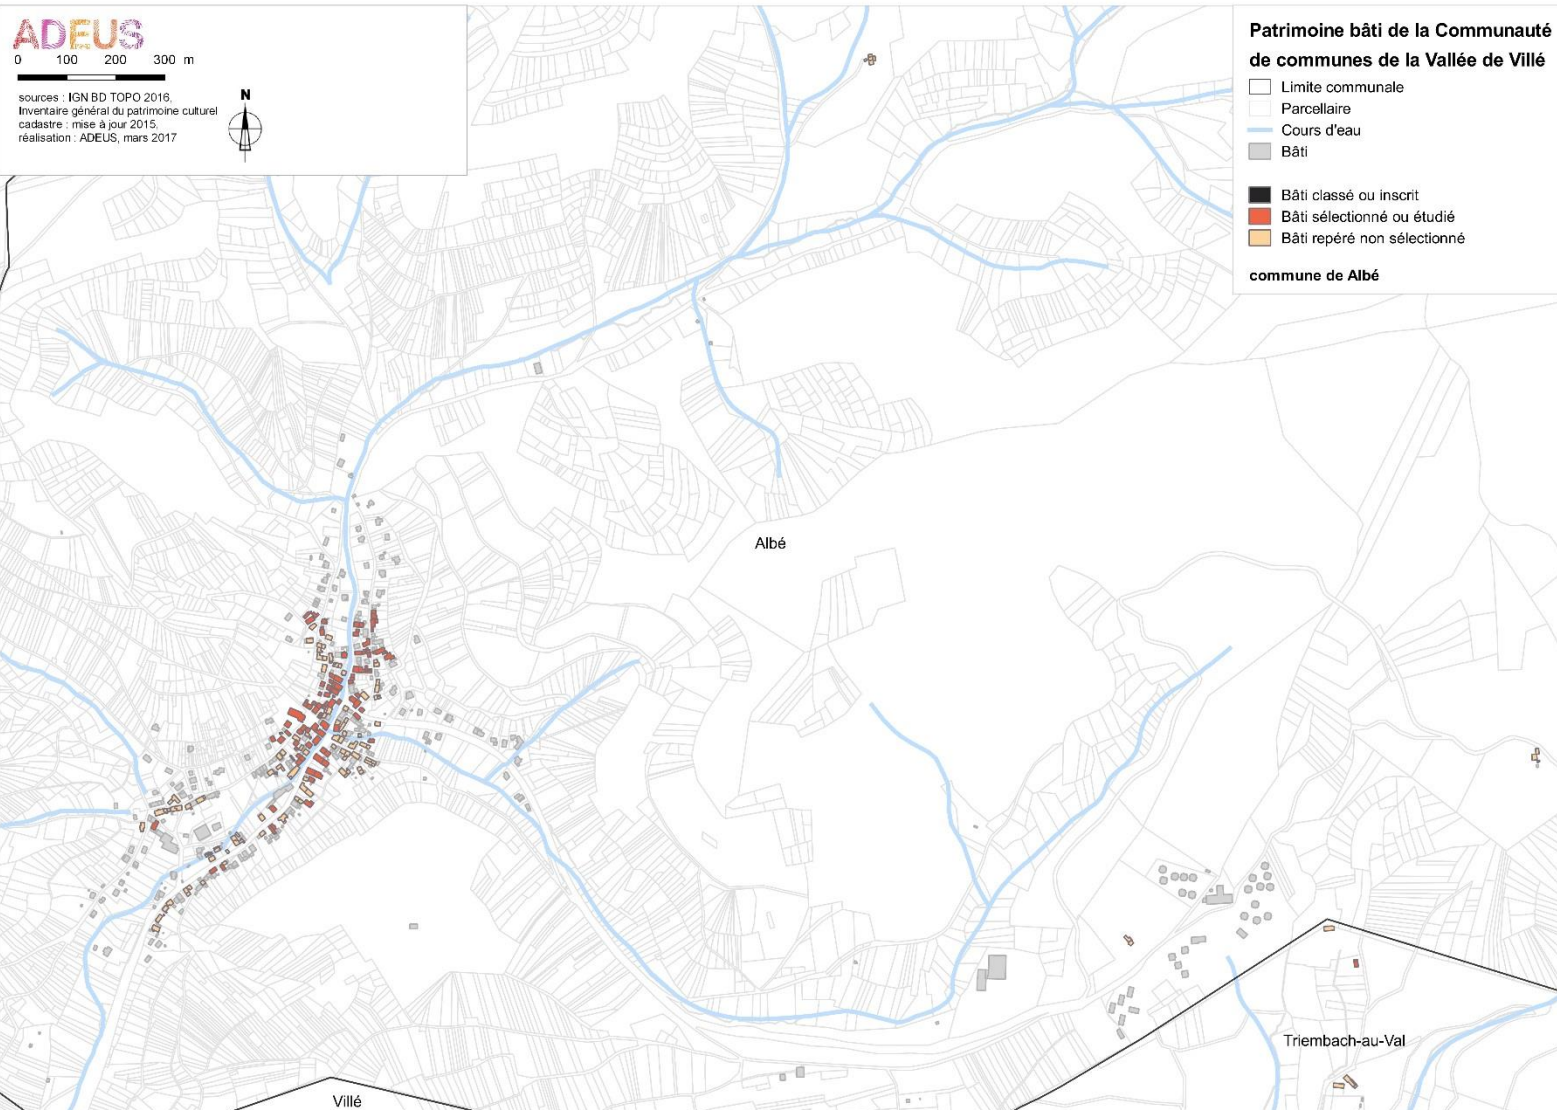 ADEUS
0 100 200 300 m
sources : IGN BD TOPO 2016,
Inventaire général du patrimoine culturel
cadastre : mise à jour 2015,
réalisation : ADEUS, mars 2017
N
Patrimoine bâti de la Communauté
de communes de la Vallée de Villé
Limite communale
Parcellaire
Cours d'eau
Bâti
Bâti classé ou inscrit
Bâti sélectionné ou étudié
Bâti repéré non sélectionné
commune de Albé
Albé
Triembach-au-Val
Villé